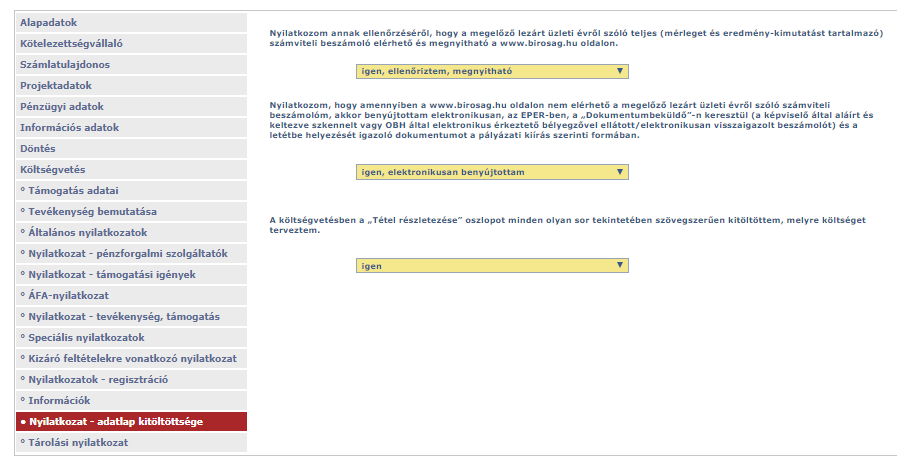 Alapadatok
Kötelezettségvállaló
Számlatulajdonos
Projektadatok
Pénzügyi adatok
Információs adatok
Döntés
Költségvetés
° Támogatás adatai
° Tevékenység bemutatása
° Általános nyilatkozatok
° Nyilatkozat - pénzforgalmi szolgáltatók
° Nyilatkozat - támogatási igények
° ÁFA-nyilatkozat
° Nyilatkozat - tevékenység, támogatás
° Speciális nyilatkozatok
° Kizáró feltételekre vonatkozó nyilatkozat
° Nyilatkozatok - regisztráció
° Információk
• Nyilatkozat - adatlap kitöltöttsége
° Tárolási nyilatkozat
Nyilatkozom annak ellenőrzéséről, hogy a megelőző lezárt üzleti évről szóló teljes (mérleget és eredmény-kimutatást tartalmazó)
számviteli beszámoló elérhető és megnyitható a www.birosag.hu oldalon.
igen, ellenőriztem, megnyitható ▼
Nyilatkozom, hogy amennyiben a www.birosag.hu oldalon nem elérhető a megelőző lezárt üzleti évről szóló számviteli
beszámolóm, akkor benyújtottam elektronikusan, az EPER-ben, a „Dokumentumbeküldő”-n keresztül (a képviselő által aláírt és
keltezve szkennelt vagy OBH által elektronikus érkeztető bélyegzővel ellátott/elektronikusan visszaigazolt beszámolót) és a
letétbe helyezését igazoló dokumentumot a pályázati kiírás szerinti formában.
igen, elektronikusan benyújtottam ▼
A költségvetésben a „Tétel részletezése” oszlopot minden olyan sor tekintetében szövegszerűen kitöltöttem, melyre költséget
terveztem.
igen ▼